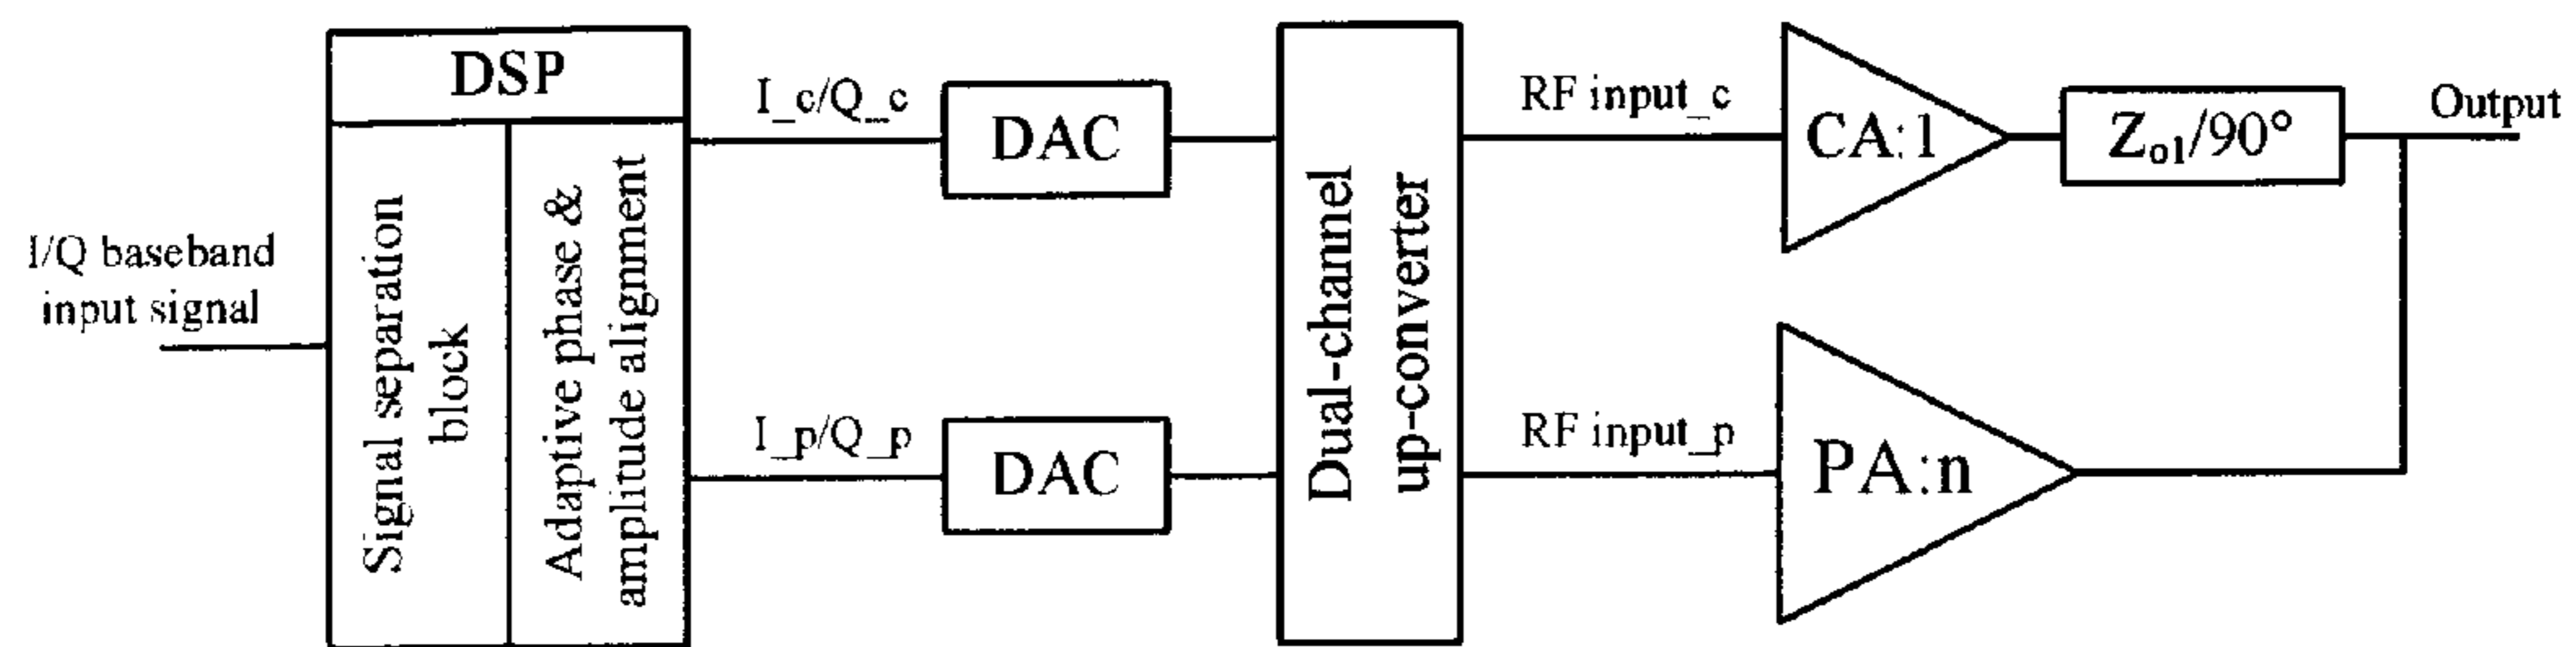 DSP
I/Q baseband
input signal
Signal separation
block
Adaptive phase &
amplitude alignment
I_c/Q_c
DAC
I_p/Q_p
DAC
Dual-channel
up-converter
RF input_c
CA:1
Zo1/90°
Output
RF input_p
PA:n